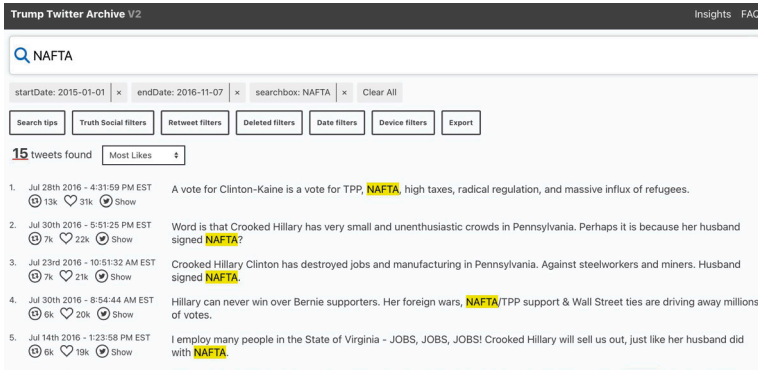 Trump Twitter Archive V2
Insights FAQ
NAFTA
startDate: 2015-01-01 × endDate: 2016-11-07 × searchbox: NAFTA × Clear All
Search tips Truth Social filters Retweet filters Deleted filters Date filters Device filters Export
15 tweets found Most Likes
1. Jul 28th 2016 - 4:31:59 PM EST
13k 31k Show
A vote for Clinton-Kaine is a vote for TPP, NAFTA, high taxes, radical regulation, and massive influx of refugees.
2. Jul 30th 2016 - 5:51:25 PM EST
7k 22k Show
Word is that Crooked Hillary has very small and unenthusiastic crowds in Pennsylvania. Perhaps it is because her husband
signed NAFTA?
3. Jul 23rd 2016 - 10:51:32 AM EST
7k 21k Show
Crooked Hillary Clinton has destroyed jobs and manufacturing in Pennsylvania. Against steelworkers and miners. Husband
signed NAFTA.
4. Jul 30th 2016 - 8:54:44 AM EST
6k 20k Show
Hillary can never win over Bernie supporters. Her foreign wars, NAFTA/TPP support & Wall Street ties are driving away millions
of votes.
5. Jul 14th 2016 - 1:23:58 PM EST
6k 19k Show
I employ many people in the State of Virginia - JOBS, JOBS, JOBS! Crooked Hillary will sell us out, just like her husband did
with NAFTA.